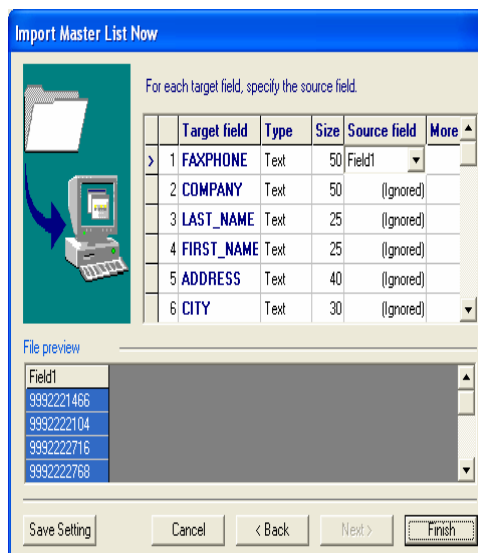 Import Master List Now
For each target field, specify the source field.
Target field Type Size Source field More
> 1 FAXPHONE Text 50 Field1
2 COMPANY Text 50 (Ignored)
3 LAST_NAME Text 25 (Ignored)
4 FIRST_NAME Text 25 (Ignored)
5 ADDRESS Text 40 (Ignored)
6 CITY Text 30 (Ignored)
File preview
Field1
9992221466
9992222104
9992222716
9992222768
Save Setting Cancel < Back Next > Finish